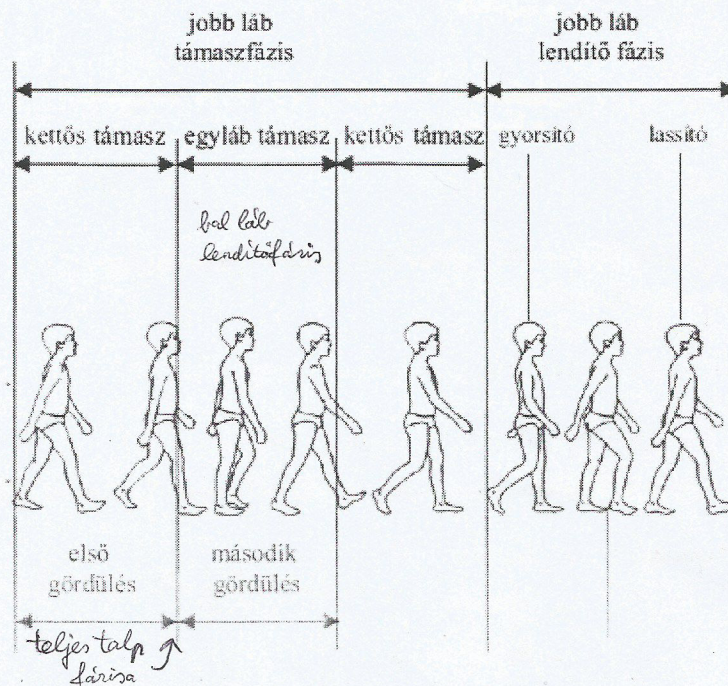 jobb láb
támaszfázis
jobb láb
lendítő fázis
kettős támasz
egyláb támasz
kettős támasz
gyorsító
lassító
bal láb
lendítőfázis
első
gördülés
második
gördülés
teljes talp
fázisa